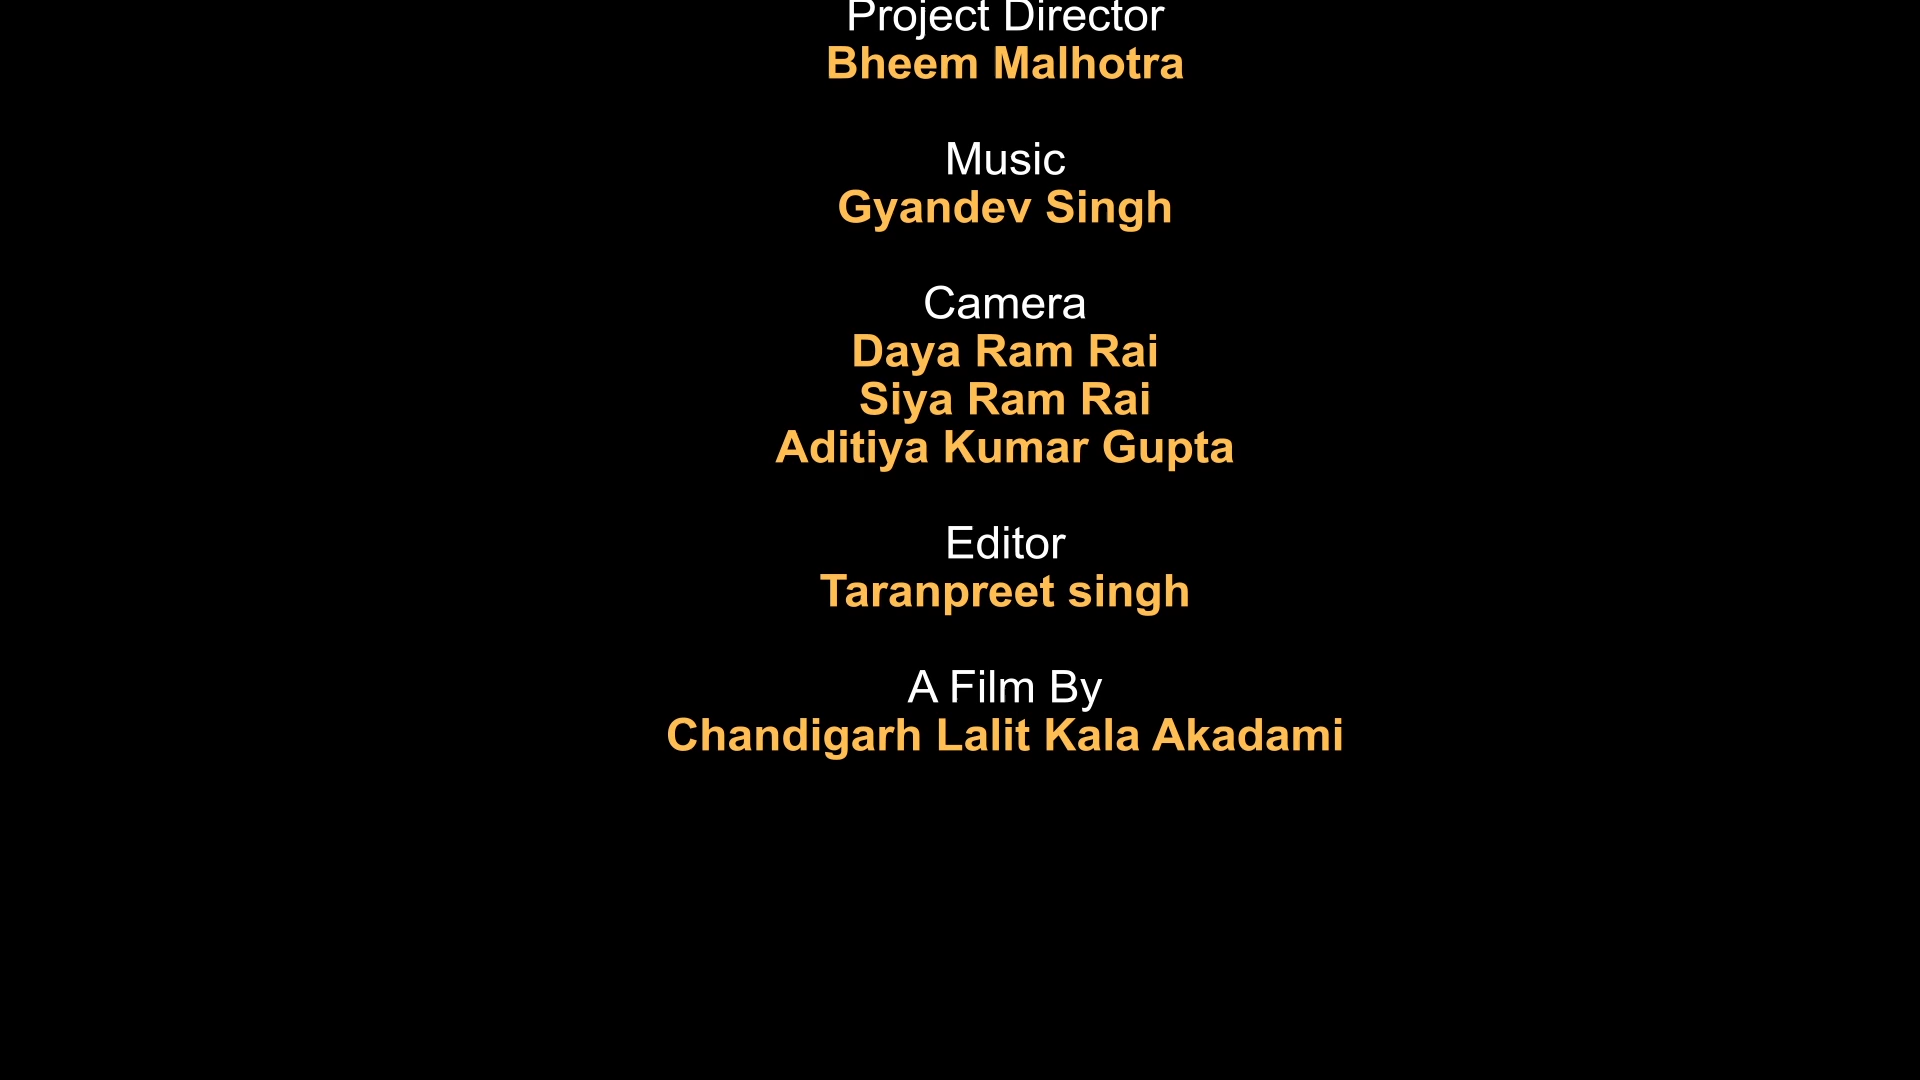 Project Director
Bheem Malhotra
Music
Gyandev Singh
Camera
Daya Ram Rai
Siya Ram Rai
Aditiya Kumar Gupta
Editor
Taranpreet singh
A Film By
Chandigarh Lalit Kala Akadami